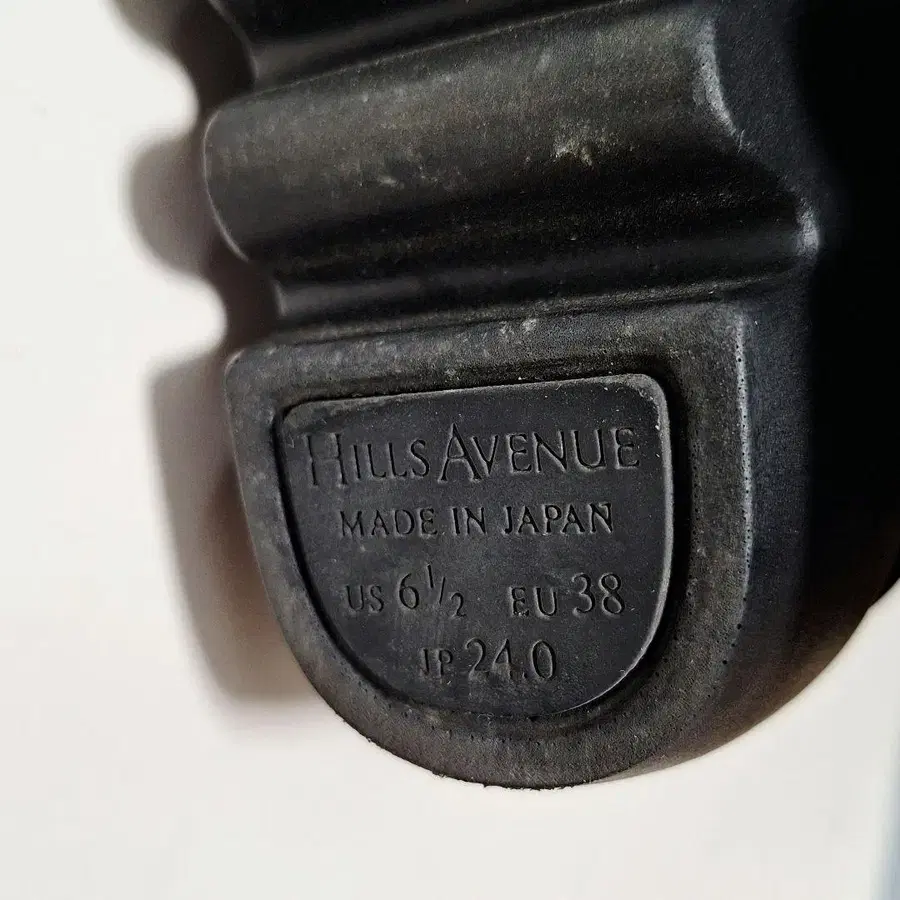 HILLS AVENUE
MADE IN JAPAN
US 6 1/2 EU 38
JP 24.0